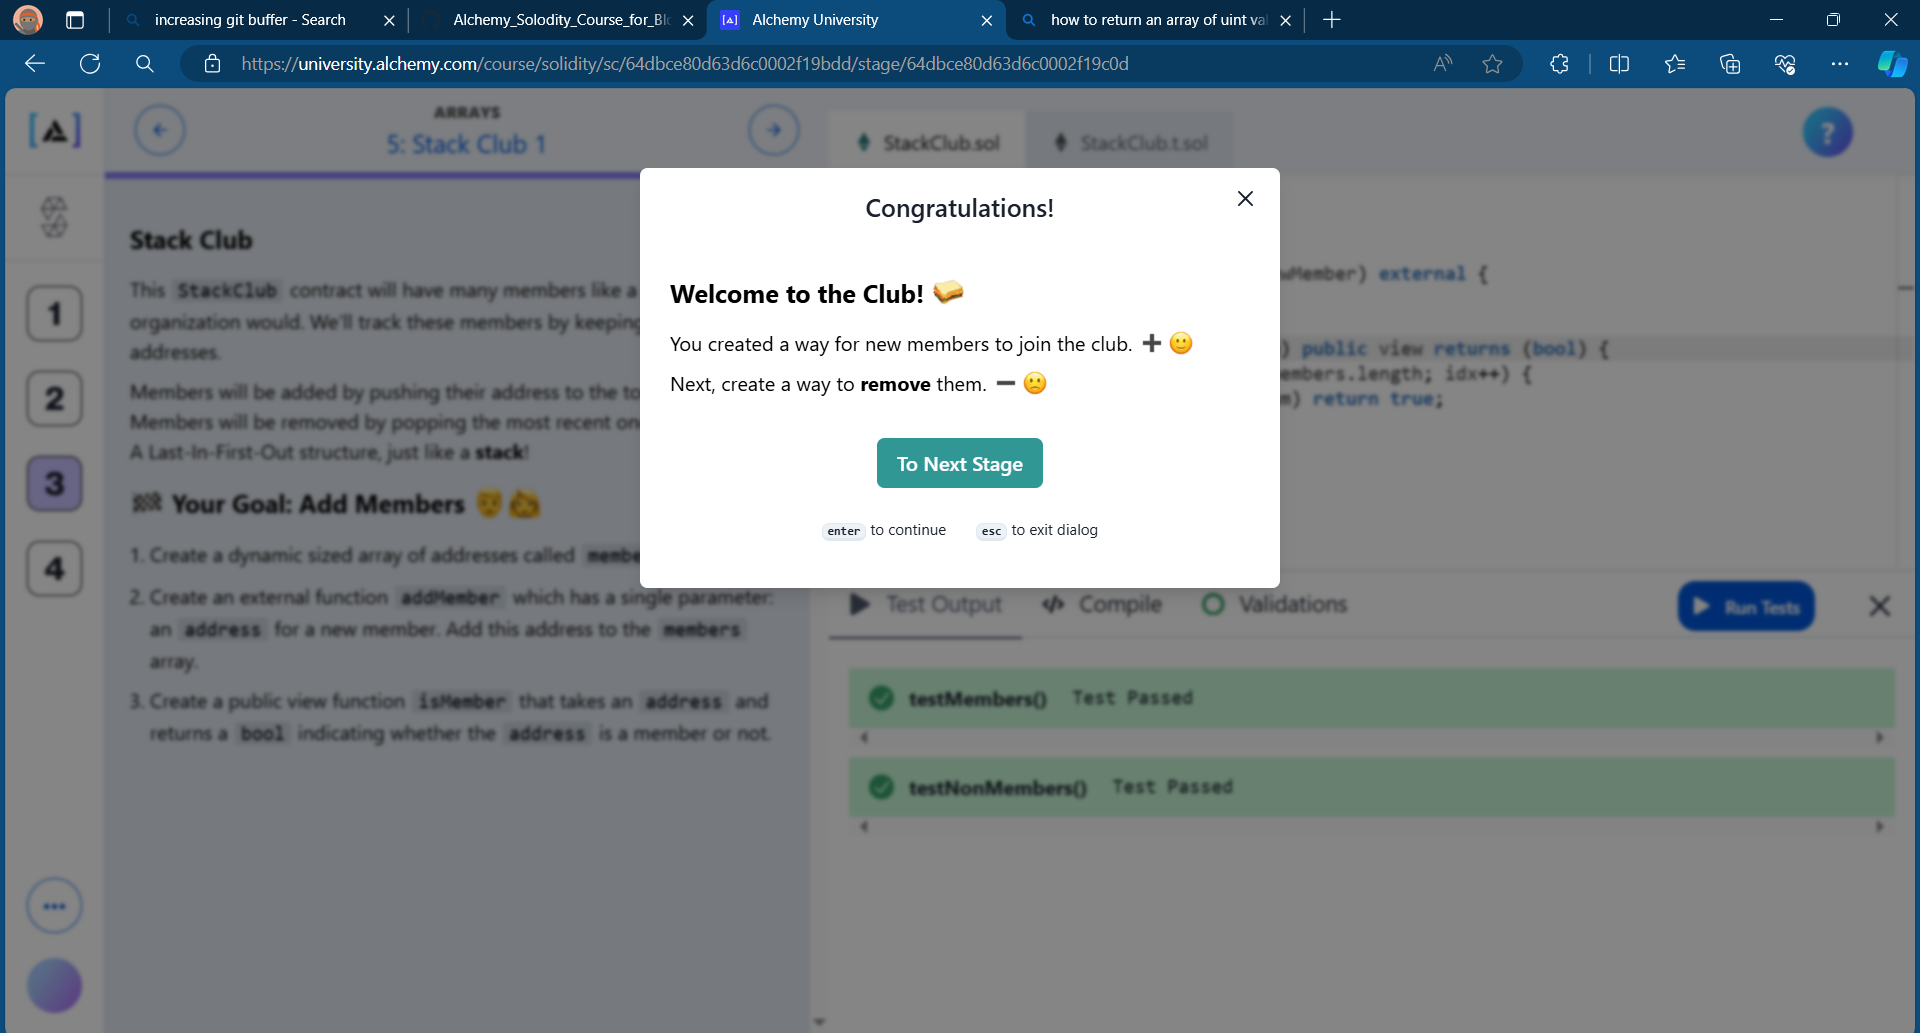 increasing git buffer - Search
Alchemy_Solodity_Course_for_Bl
Alchemy University
how to return an array of uint va
https://university.alchemy.com/course/solidity/sc/64dbce80d63d6c0002f19bdd/stage/64dbce80d63d6c0002f19c0d
ARRAYS
5: Stack Club 1
StackClub.sol
StackClub.t.sol
?
1
2
3
4
Stack Club
This StackClub contract will have many members like a
organization would. We'll track these members by keeping
addresses.
Members will be added by pushing their address to the to
Members will be removed by popping the most recent on
A Last-In-First-Out structure, just like a stack!
Your Goal: Add Members
1. Create a dynamic sized array of addresses called membe
2. Create an external function addMember which has a single parameter:
an address for a new member. Add this address to the members
array.
3. Create a public view function isMember that takes an address and
returns a bool indicating whether the address is a member or not.
Congratulations!
Welcome to the Club! 🥪
You created a way for new members to join the club. ➕ 🙂
Next, create a way to remove them. ➖ 🙁
To Next Stage
enter to continue esc to exit dialog
wMember) external {
) public view returns (bool) {
embers.length; idx++) {
) return true;
Test Output
Compile
Validations
Run Tests
testMembers() Test Passed
testNonMembers() Test Passed